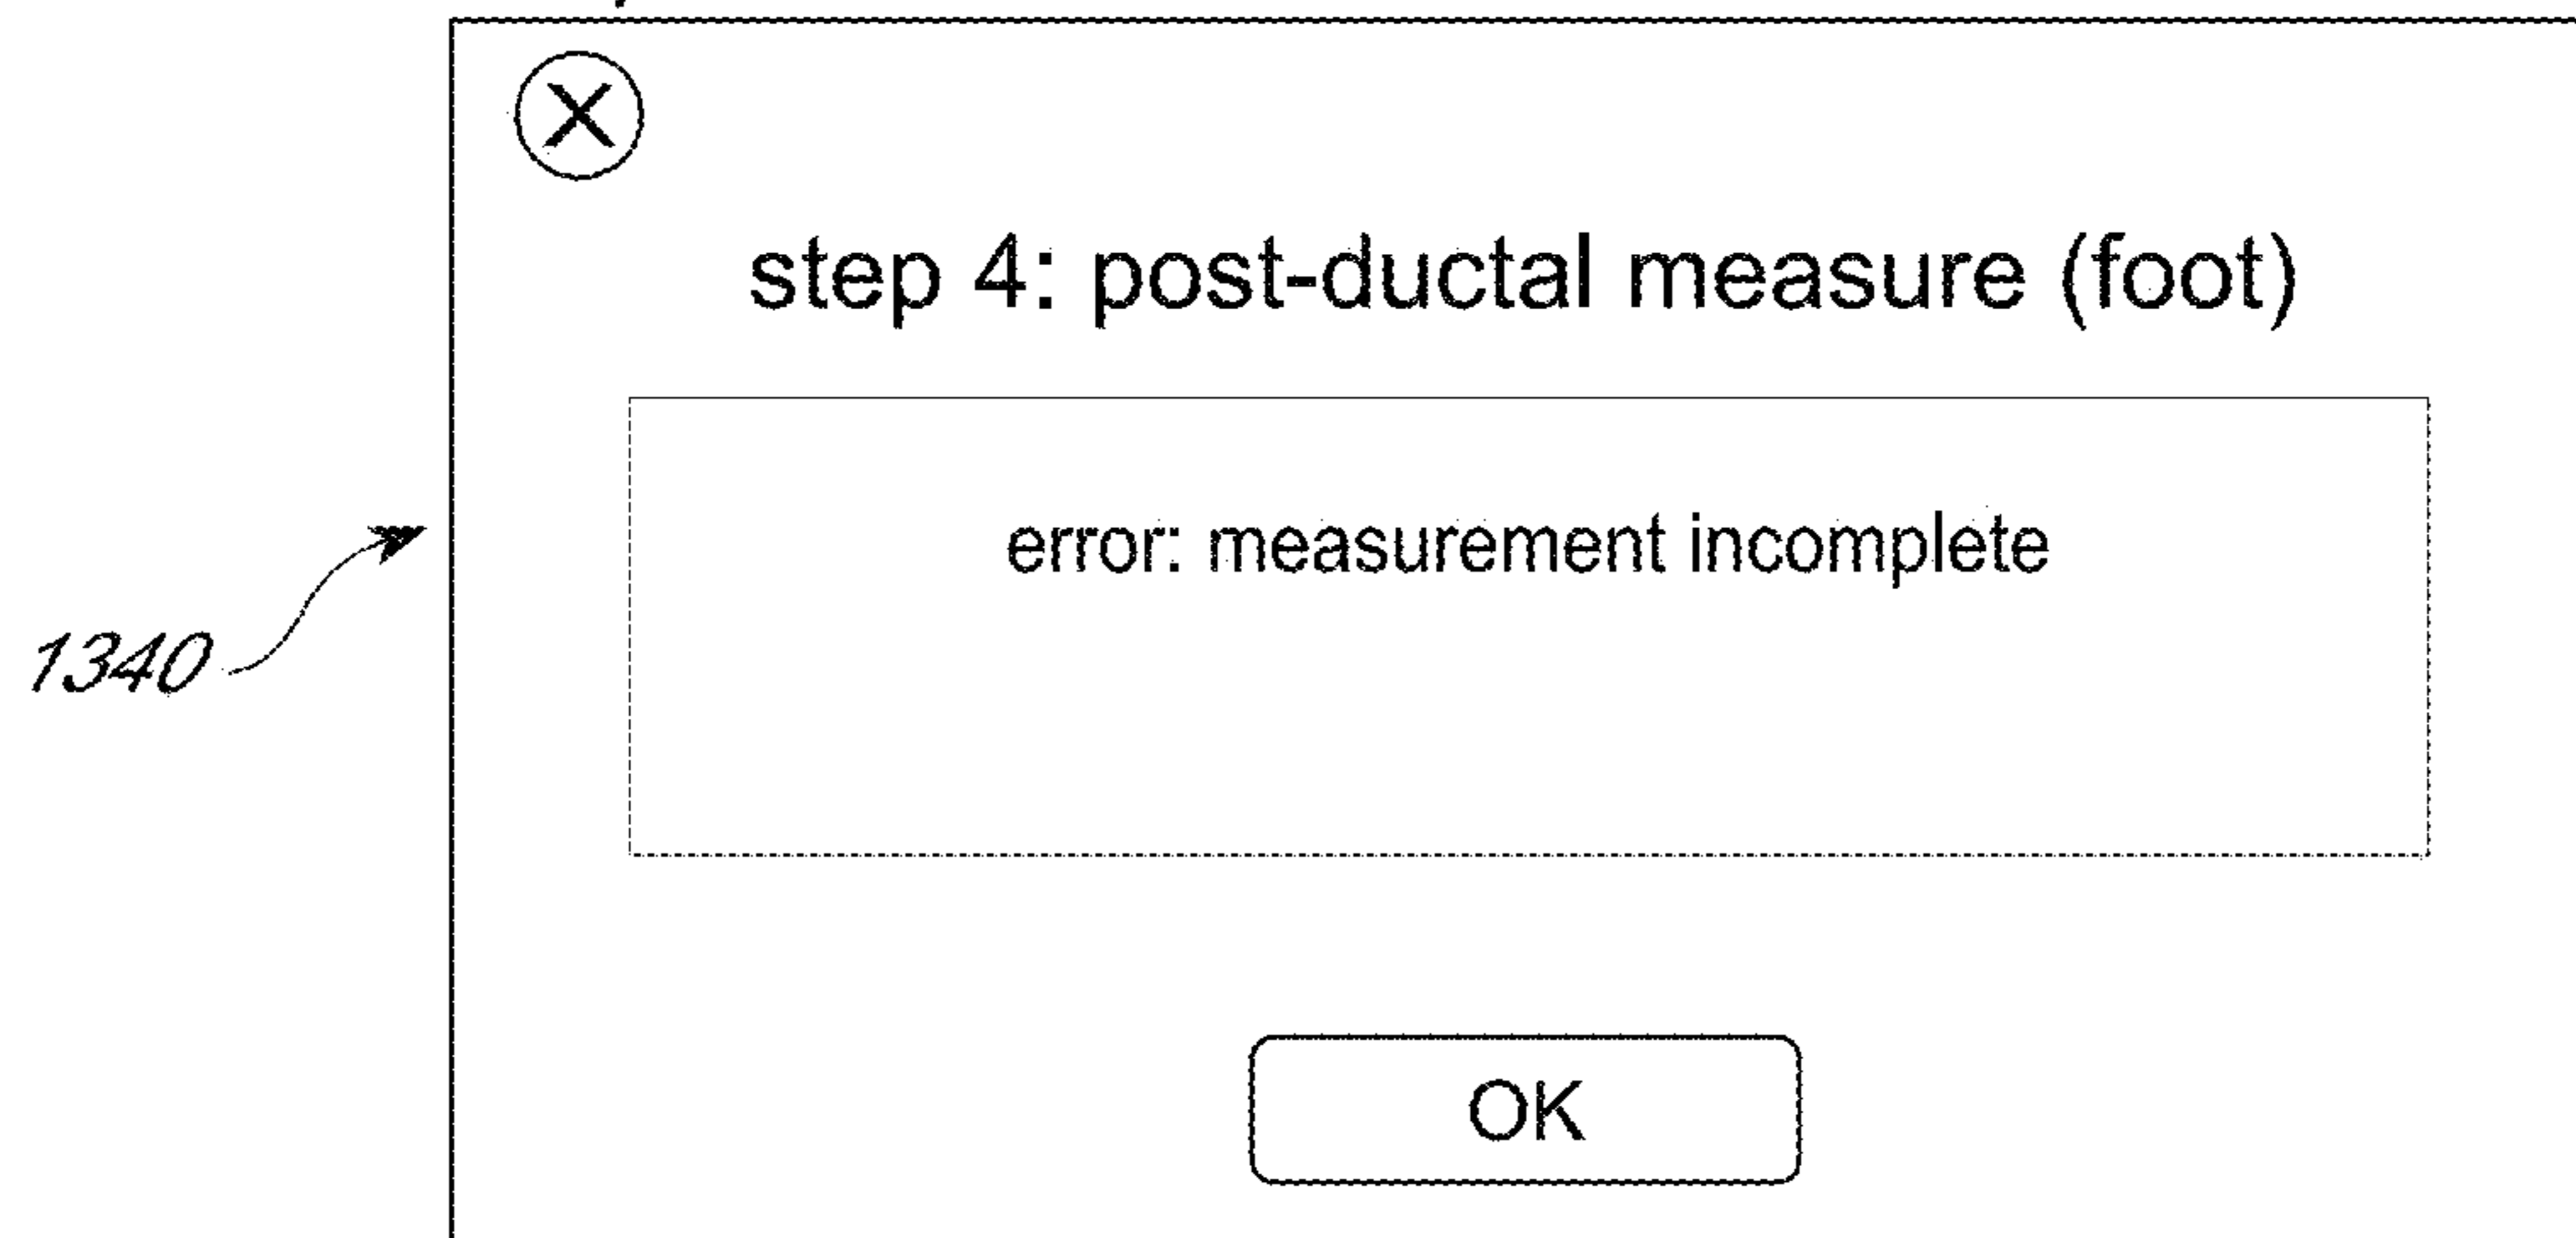 step 4: post-ductal measure (foot)
error: measurement incomplete
1340
OK